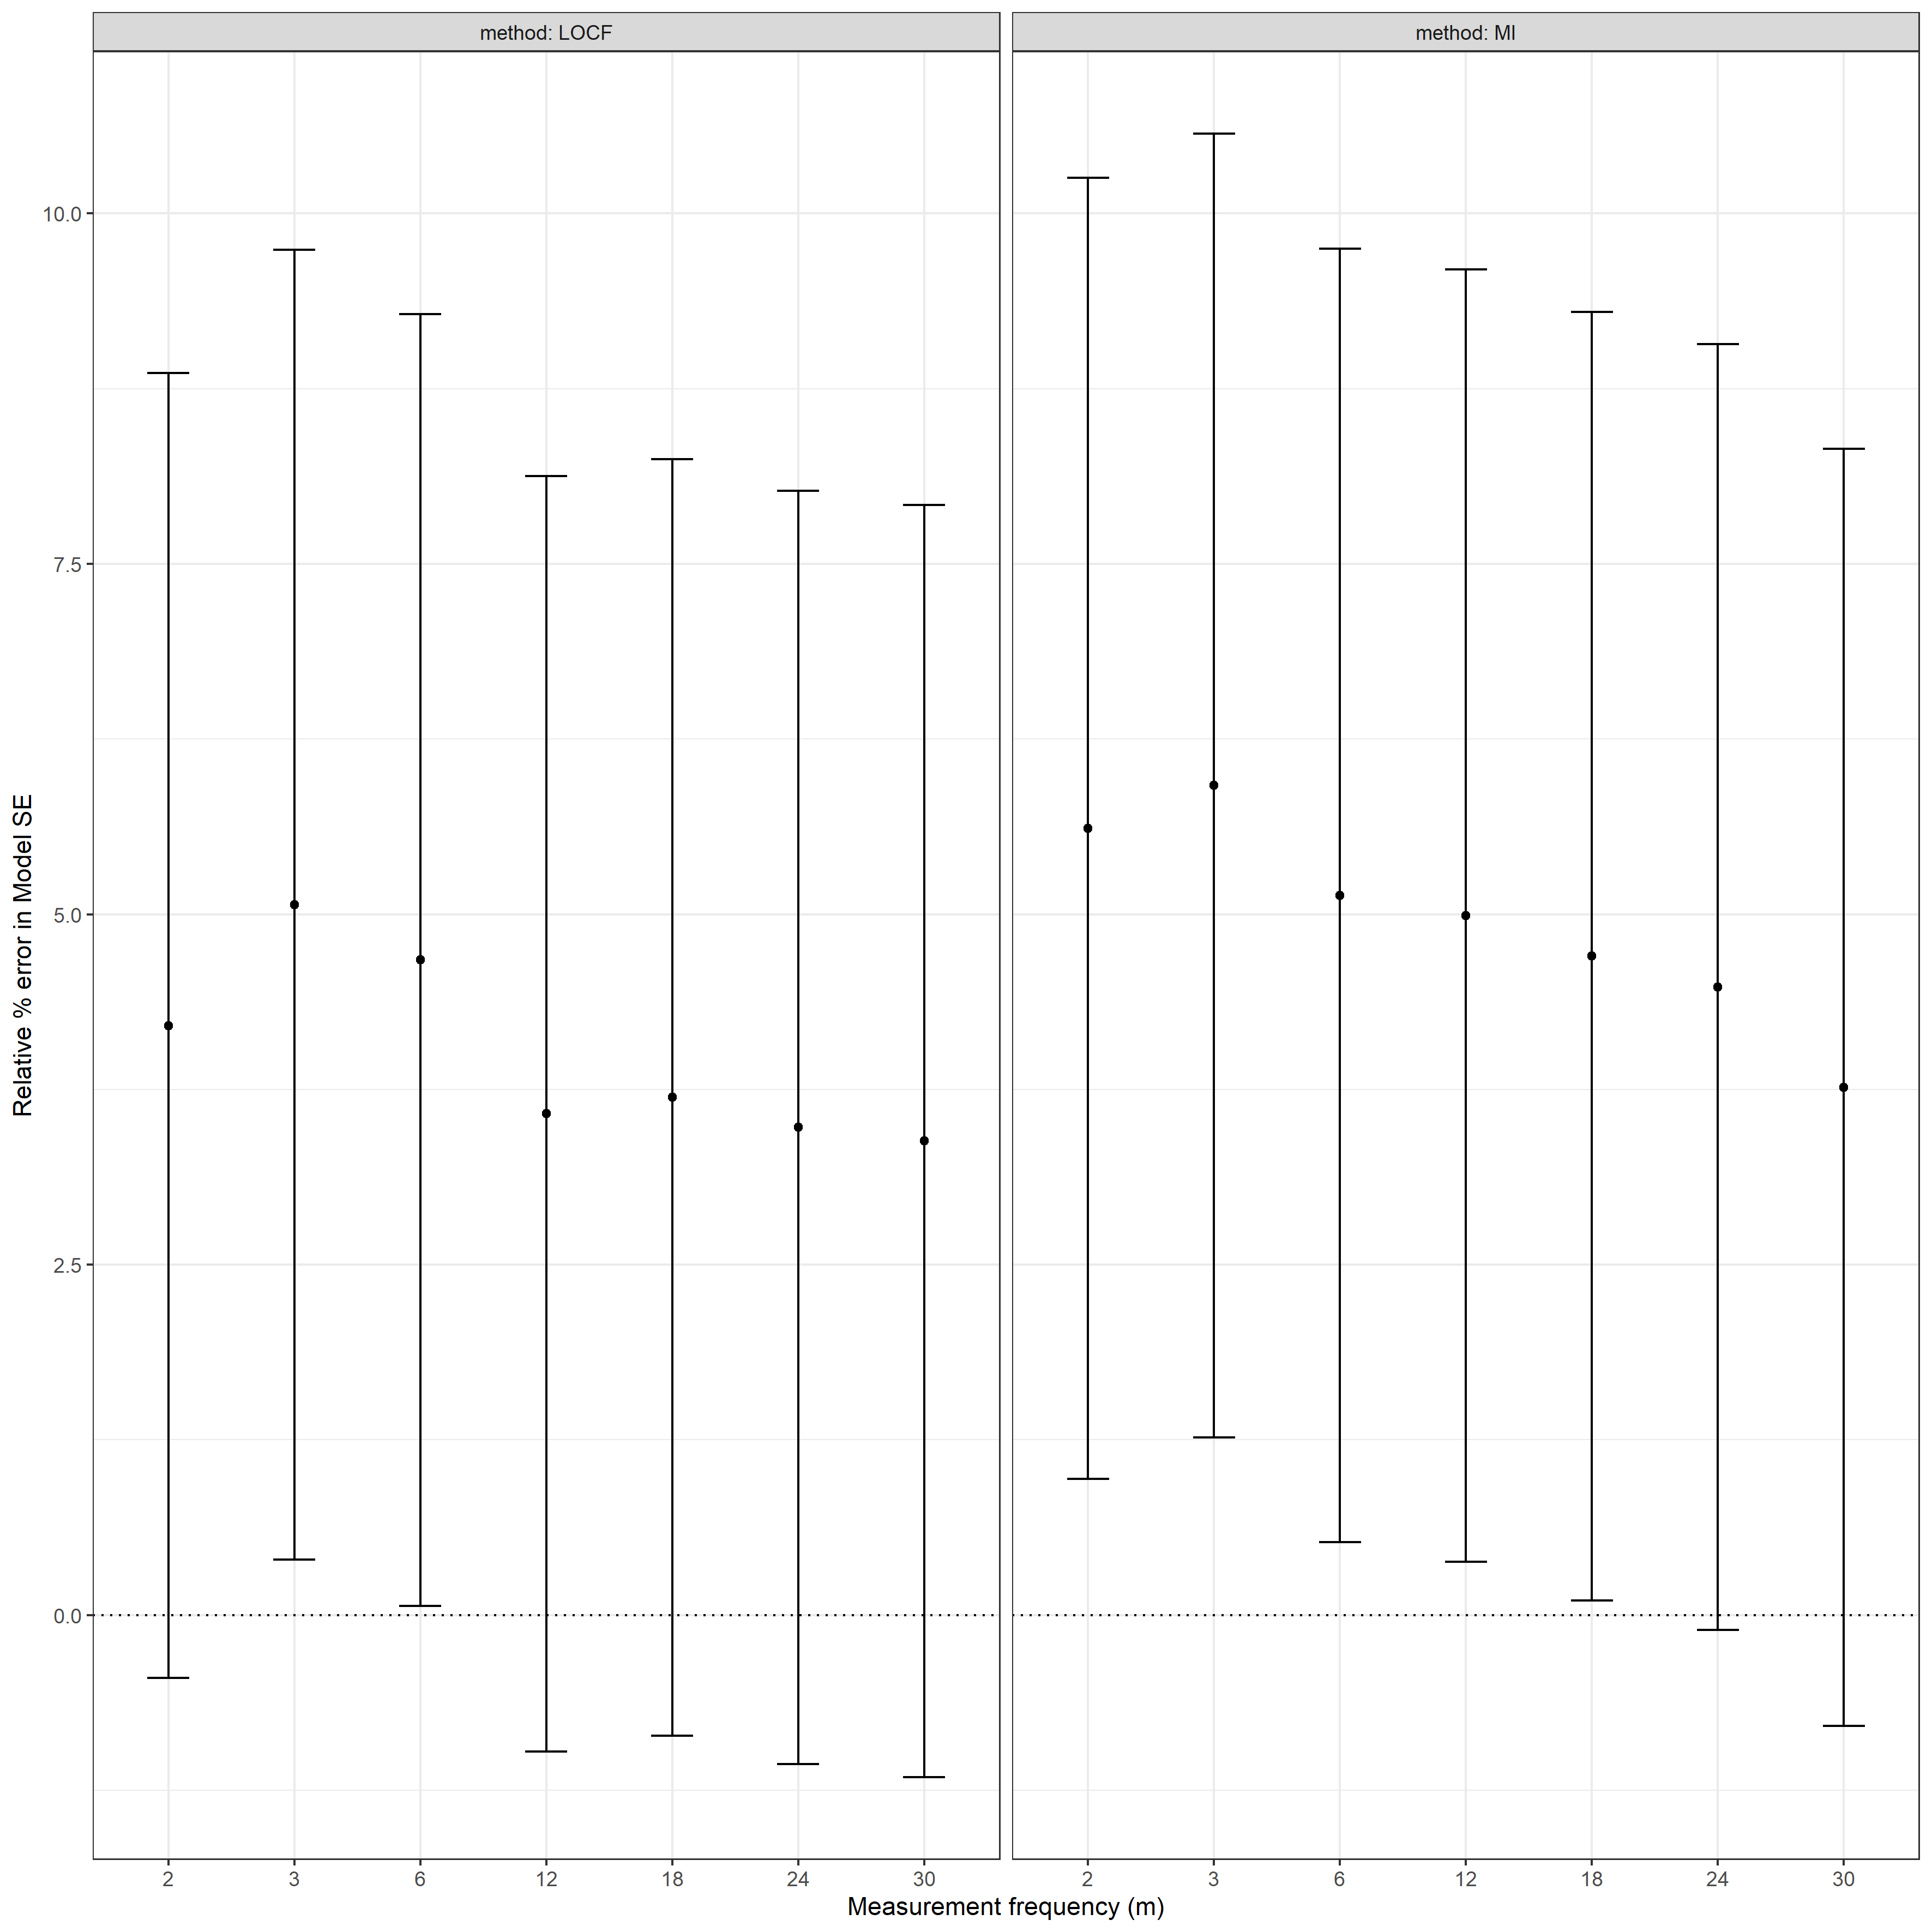 method: LOCF
method: MI
Relative % error in Model SE
10.0
7.5
5.0
2.5
0.0
2 3 6 12 18 24 30
2 3 6 12 18 24 30
Measurement frequency (m)